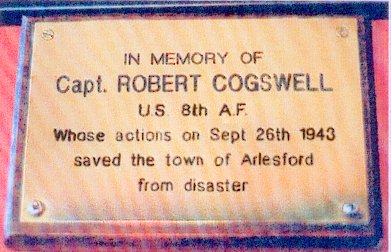 IN MEMORY OF
Capt. ROBERT COGSWELL
U.S. 8th A.F.
Whose actions on Sept 26th 1943
saved the town of Arlesford
from disaster